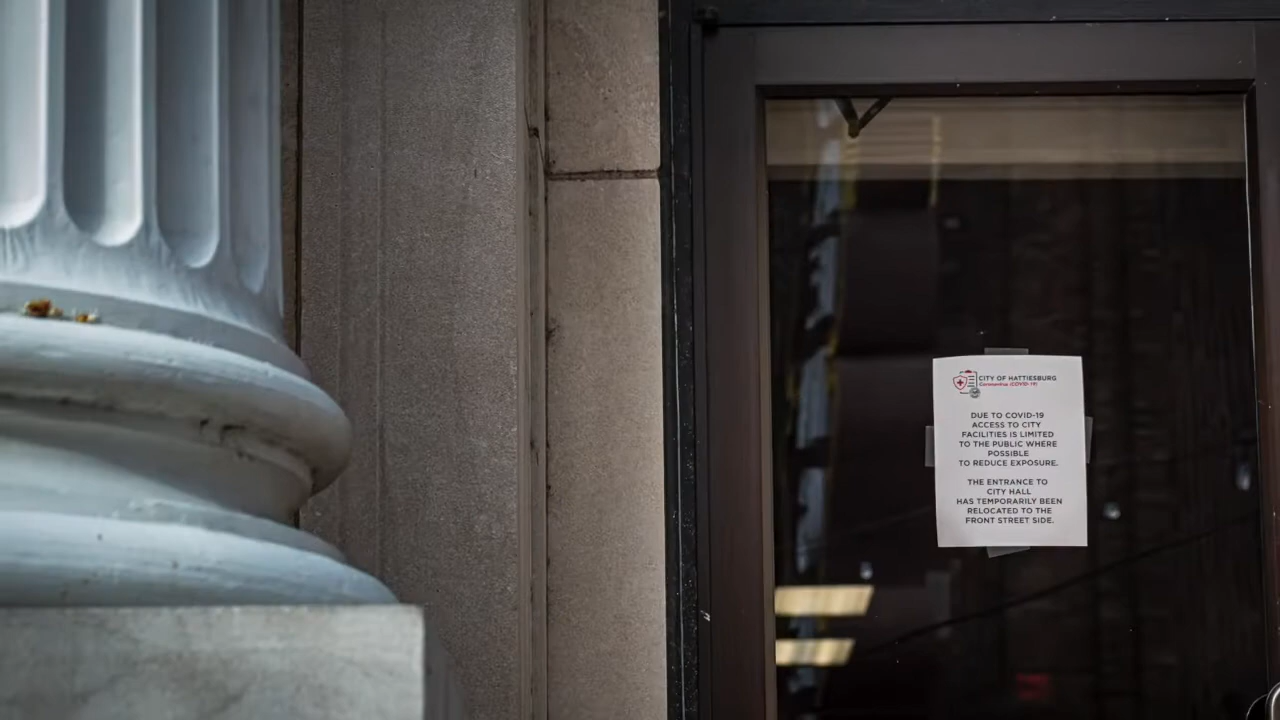 CITY OF HATTIESBURG
Coronavirus (COVID-19)
DUE TO COVID-19
ACCESS TO CITY
FACILITIES IS LIMITED
TO THE PUBLIC WHERE
POSSIBLE
TO REDUCE EXPOSURE.
THE ENTRANCE TO
CITY HALL
HAS TEMPORARILY BEEN
RELOCATED TO THE
FRONT STREET SIDE.